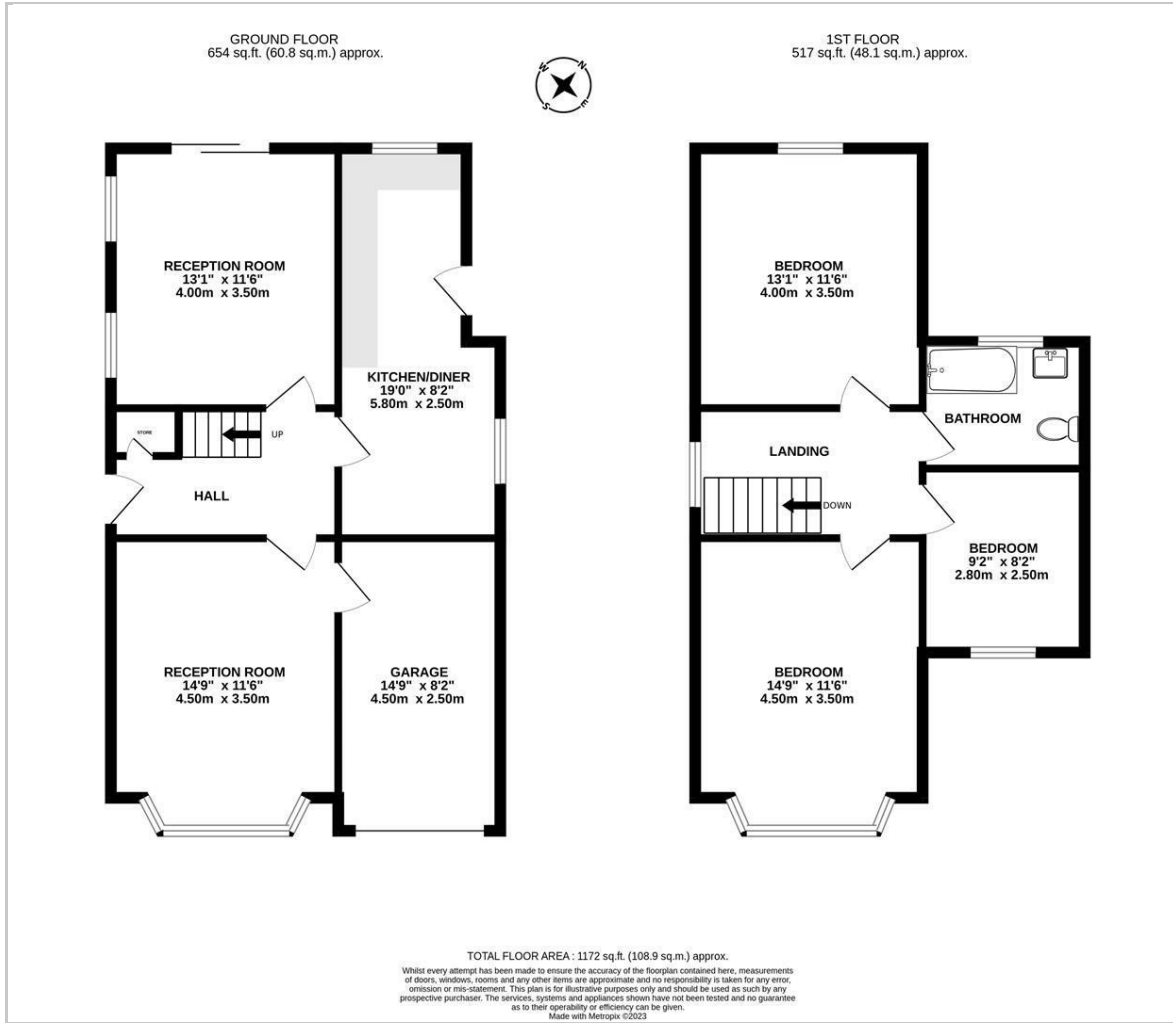 GROUND FLOOR
654 sq.ft. (60.8 sq.m.) approx.
1ST FLOOR
517 sq.ft. (48.1 sq.m.) approx.
N
W
E
S
RECEPTION ROOM
13'1" x 11'6"
4.00m x 3.50m
KITCHEN/DINER
19'0" x 8'2"
5.80m x 2.50m
STORE
UP
HALL
RECEPTION ROOM
14'9" x 11'6"
4.50m x 3.50m
GARAGE
14'9" x 8'2"
4.50m x 2.50m
BEDROOM
13'1" x 11'6"
4.00m x 3.50m
BATHROOM
LANDING
DOWN
BEDROOM
9'2" x 8'2"
2.80m x 2.50m
BEDROOM
14'9" x 11'6"
4.50m x 3.50m
TOTAL FLOOR AREA : 1172 sq.ft. (108.9 sq.m.) approx.
Whilst every attempt has been made to ensure the accuracy of the floorplan contained here, measurements
of doors, windows, rooms and any other items are approximate and no responsibility is taken for any error,
omission or mis-statement. This plan is for illustrative purposes only and should be used as such by any
prospective purchaser. The services, systems and appliances shown have not been tested and no guarantee
as to their operability or efficiency can be given.
Made with Metropix ©2023